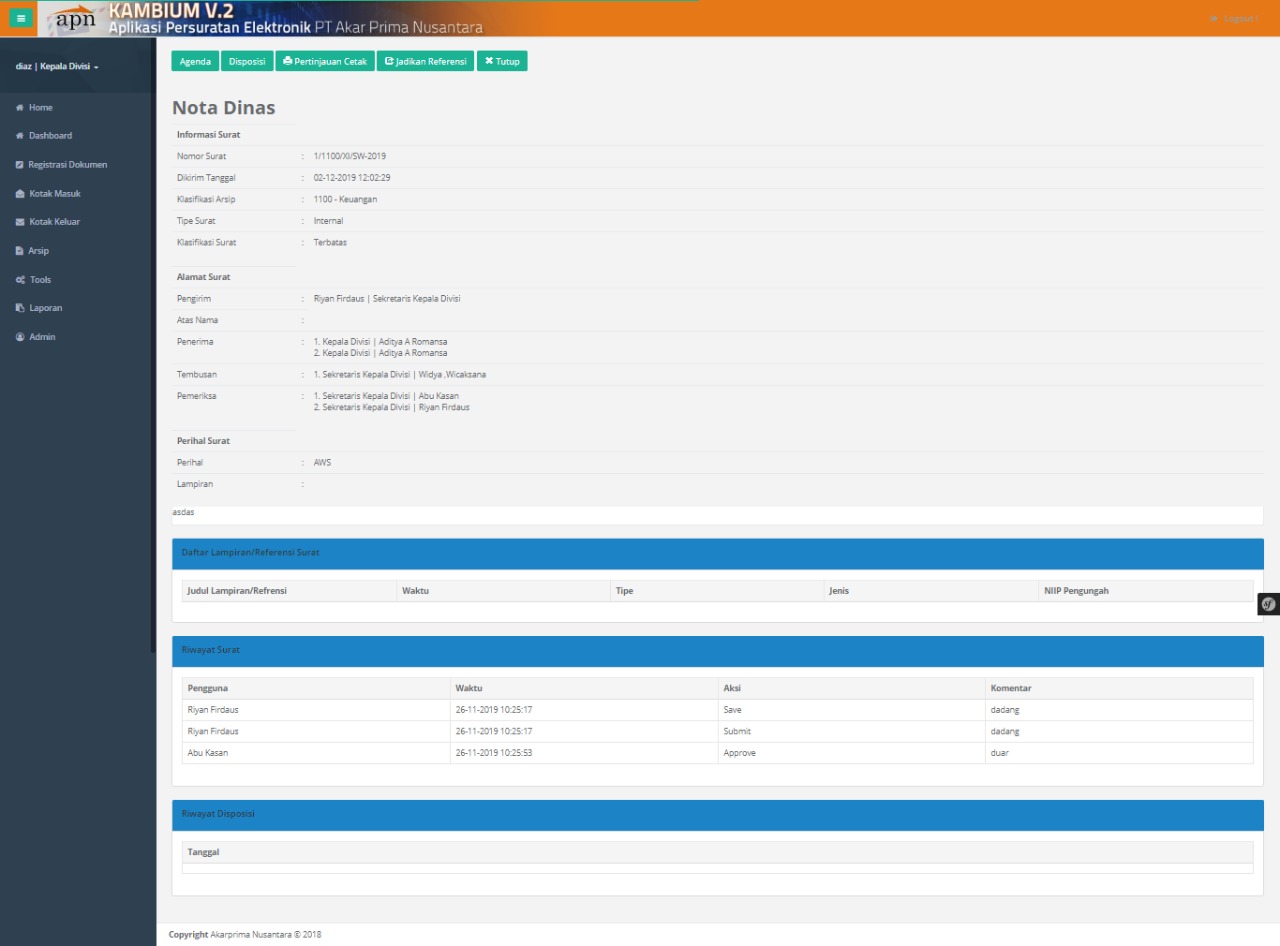 apn KAMBIUM V.2
Aplikasi Persuratan Elektronik PT Akar Prima Nusantara
Logout !
diaz | Kepala Divisi
Home
Dashboard
Registrasi Dokumen
Kotak Masuk
Kotak Keluar
Arsip
Tools
Laporan
Admin
Agenda Disposisi Pertinjauan Cetak Jadikan Referensi Tutup
Nota Dinas
Informasi Surat
Nomor Surat : 1/1100/XI/SW-2019
Dikirim Tanggal : 02-12-2019 12:02:29
Klasifikasi Arsip : 1100 - Keuangan
Tipe Surat : Internal
Klasifikasi Surat : Terbatas
Alamat Surat
Pengirim : Riyan Firdaus | Sekretaris Kepala Divisi
Atas Nama :
Penerima : 1. Kepala Divisi | Aditya A Romansa
2. Kepala Divisi | Aditya A Romansa
Tembusan : 1. Sekretaris Kepala Divisi | Widya ,Wicaksana
Pemeriksa : 1. Sekretaris Kepala Divisi | Abu Kasan
2. Sekretaris Kepala Divisi | Riyan Firdaus
Perihal Surat
Perihal : AWS
Lampiran :
asdas
Daftar Lampiran/Referensi Surat
Judul Lampiran/Refrensi Waktu Tipe Jenis NIIP Pengungah
Riwayat Surat
Pengguna Waktu Aksi Komentar
Riyan Firdaus 26-11-2019 10:25:17 Save dadang
Riyan Firdaus 26-11-2019 10:25:17 Submit dadang
Abu Kasan 26-11-2019 10:25:53 Approve duar
Riwayat Disposisi
Tanggal
Copyright Akarprima Nusantara © 2018